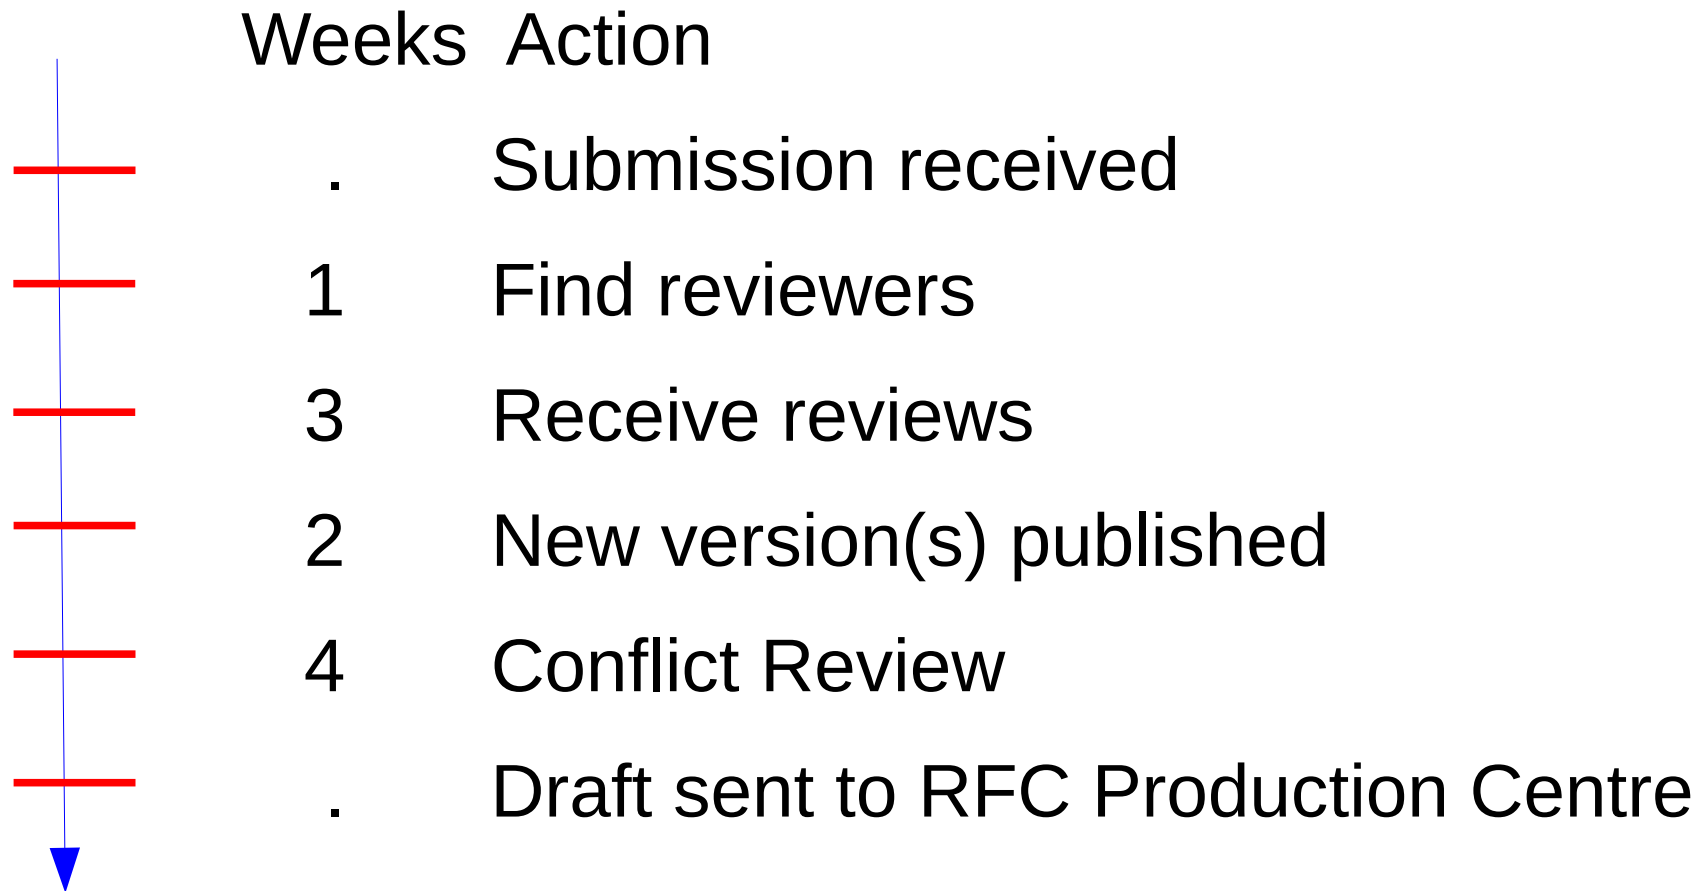 Weeks Action
. Submission received
1 Find reviewers
3 Receive reviews
2 New version(s) published
4 Conflict Review
. Draft sent to RFC Production Centre